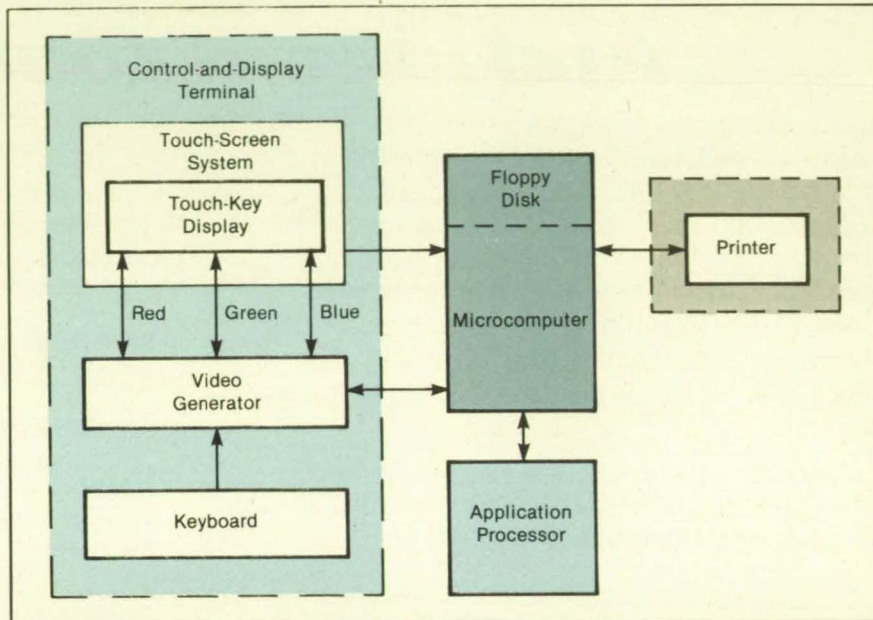 Control-and-Display
Terminal
Touch-Screen
System
Touch-Key
Display
Red
Green
Blue
Video
Generator
Keyboard
Floppy
Disk
Microcomputer
Printer
Application
Processor